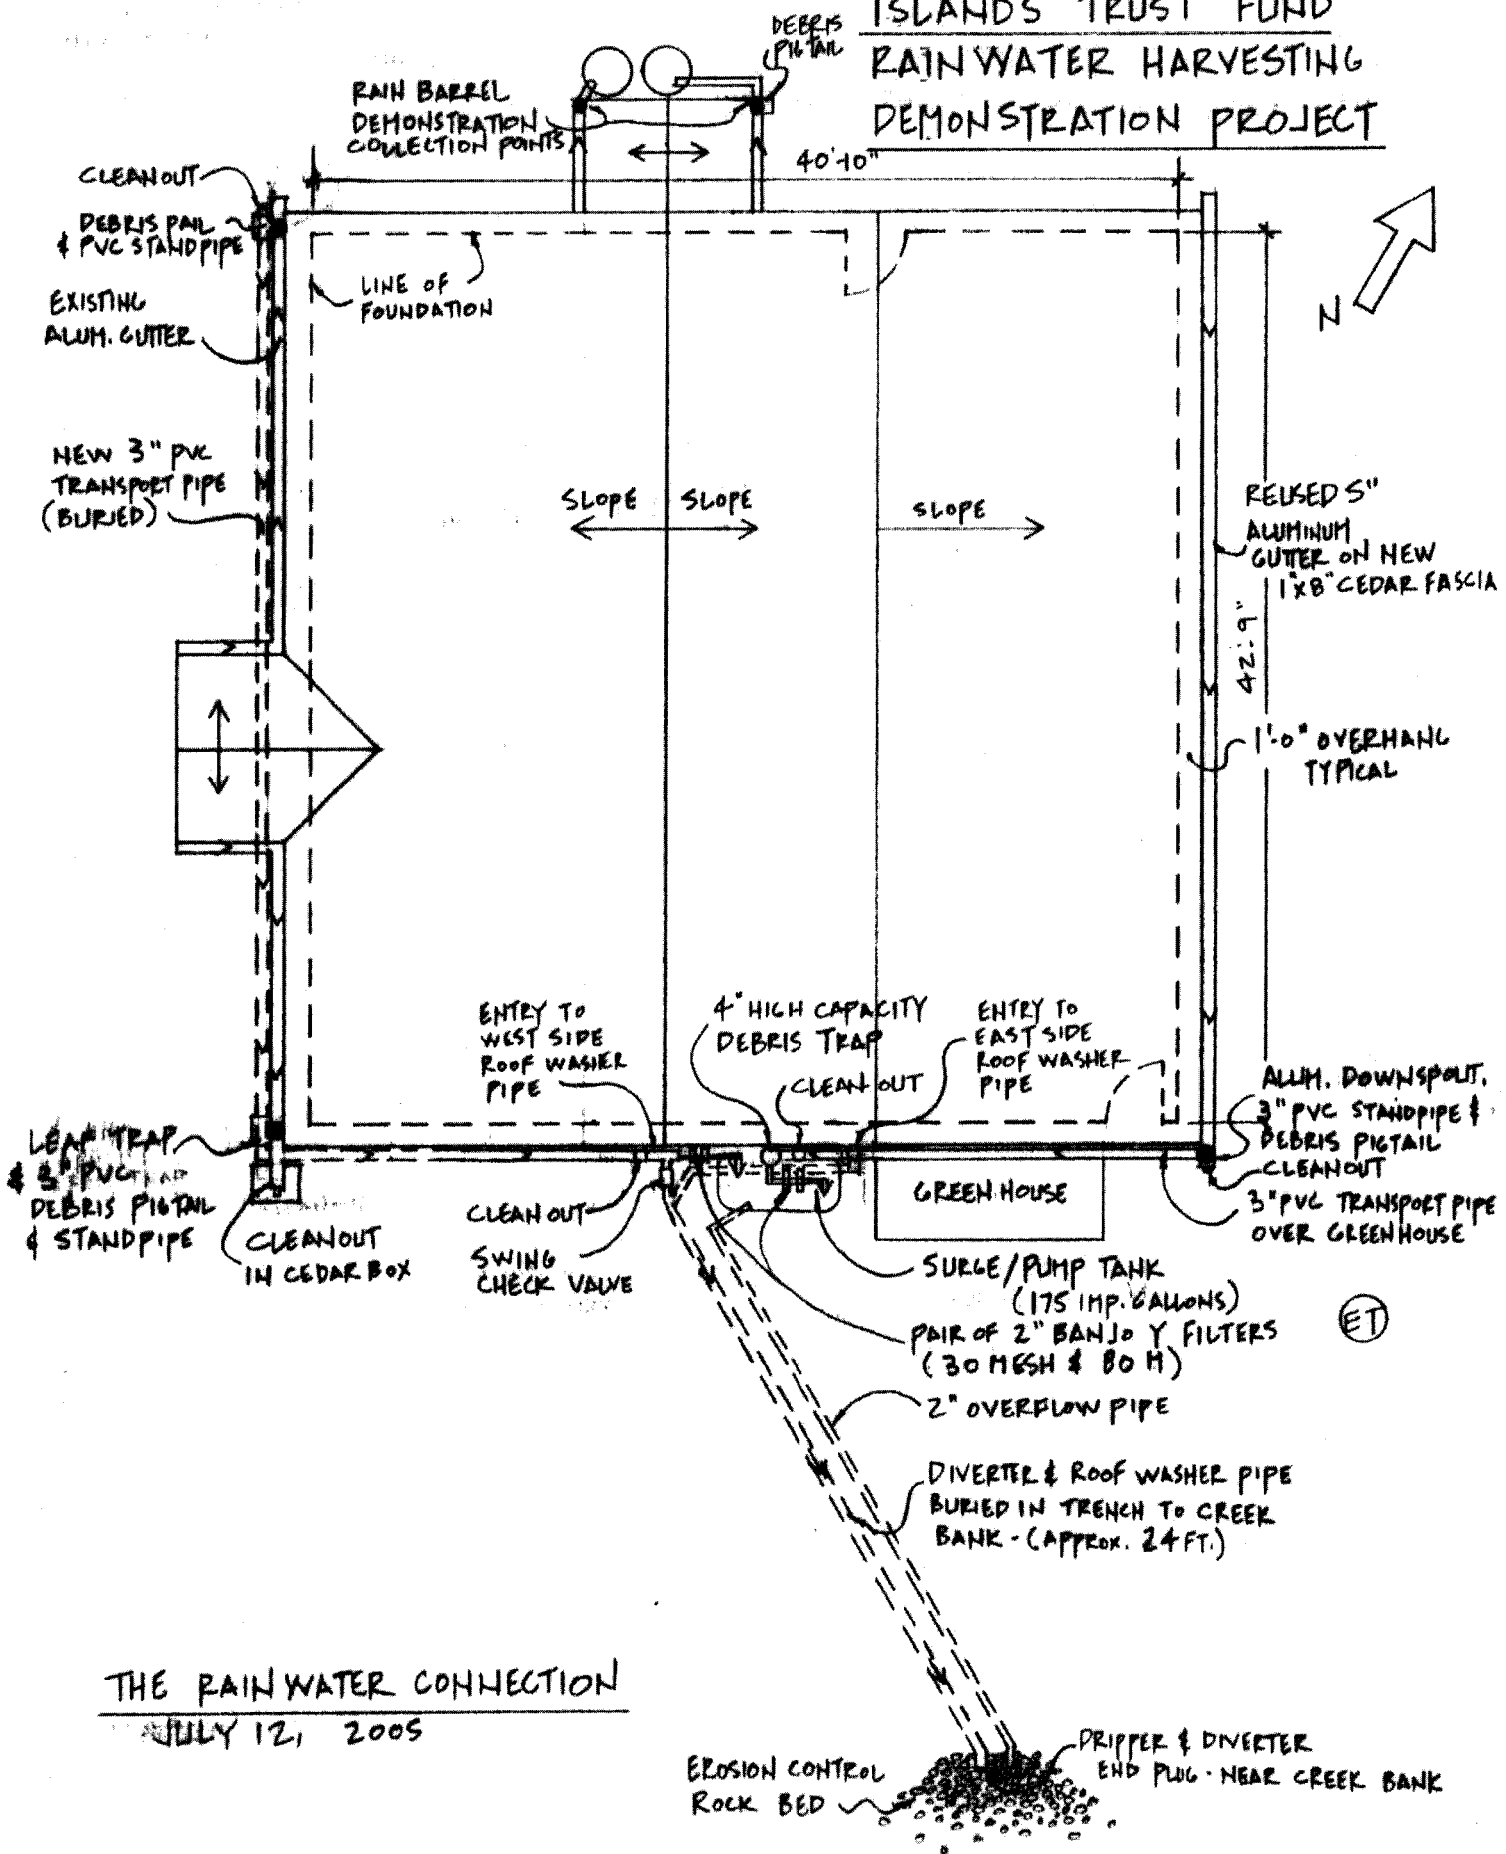 ISLANDS TRUST FUND
RAINWATER HARVESTING
DEMONSTRATION PROJECT
DEBRIS
PIGTAIL
RAIN BARREL
DEMONSTRATION
COLLECTION POINTS
40'-10"
CLEANOUT
DEBRIS PAIL
& PVC STANDPIPE
EXISTING
ALUM. GUTTER
LINE OF
FOUNDATION
N
NEW 3" PVC
TRANSPORT PIPE
(BURIED)
SLOPE
SLOPE
SLOPE
REUSED 5"
ALUMINUM
GUTTER ON NEW
1"x8" CEDAR FASCIA
42'-9"
1'-0" OVERHANG
TYPICAL
ENTRY TO
WEST SIDE
ROOF WASHER
PIPE
4" HIGH CAPACITY
DEBRIS TRAP
CLEANOUT
ENTRY TO
EAST SIDE
ROOF WASHER
PIPE
ALUM. DOWNSPOUT,
3" PVC STANDPIPE &
DEBRIS PIGTAIL
CLEANOUT
3" PVC TRANSPORT PIPE
OVER GREENHOUSE
LEAF TRAP
& 3" PVC
DEBRIS PIGTAIL
& STANDPIPE
CLEANOUT
IN CEDAR BOX
CLEANOUT
SWING
CHECK VALVE
GREENHOUSE
SURGE/PUMP TANK
(175 IMP. GALLONS)
PAIR OF 2" BANJO Y FILTERS
(30 MESH & 80 M)
ET
2" OVERFLOW PIPE
DIVERTER & ROOF WASHER PIPE
BURIED IN TRENCH TO CREEK
BANK - (APPROX. 24 FT.)
THE RAINWATER CONNECTION
JULY 12, 2005
EROSION CONTROL
ROCK BED
DRIPPER & DIVERTER
END PLUG - NEAR CREEK BANK